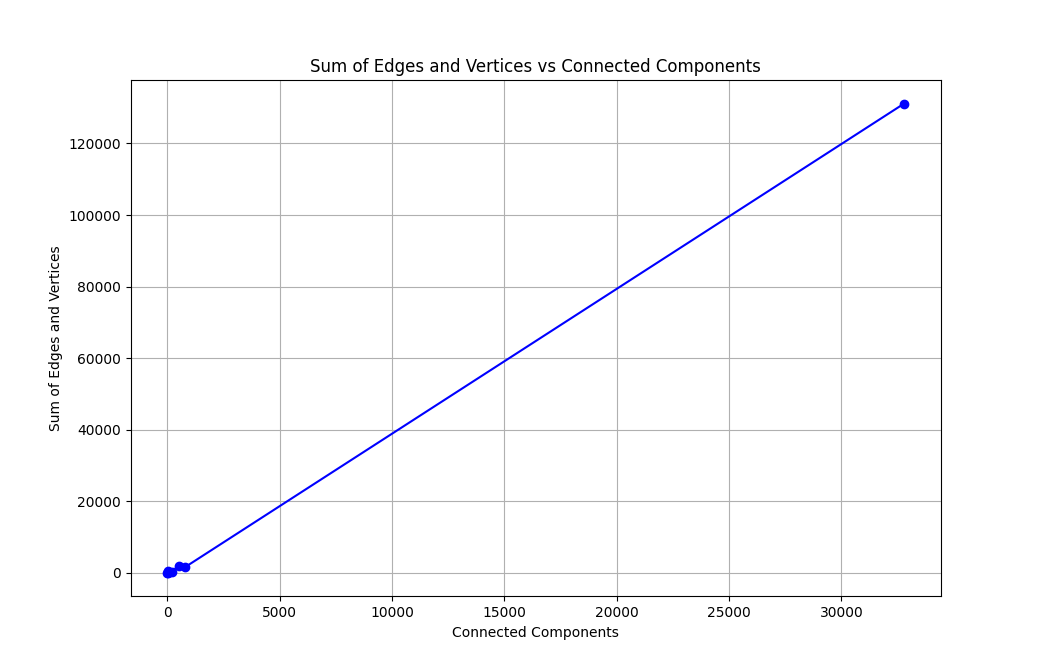 Sum of Edges and Vertices vs Connected Components
120000
100000
80000
60000
40000
20000
0
Sum of Edges and Vertices
0 5000 10000 15000 20000 25000 30000
Connected Components